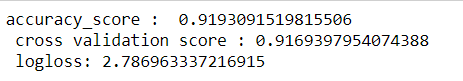 accuracy_score :  0.9193091519815506
cross validation score : 0.9169397954074388
logloss: 2.786963337216915